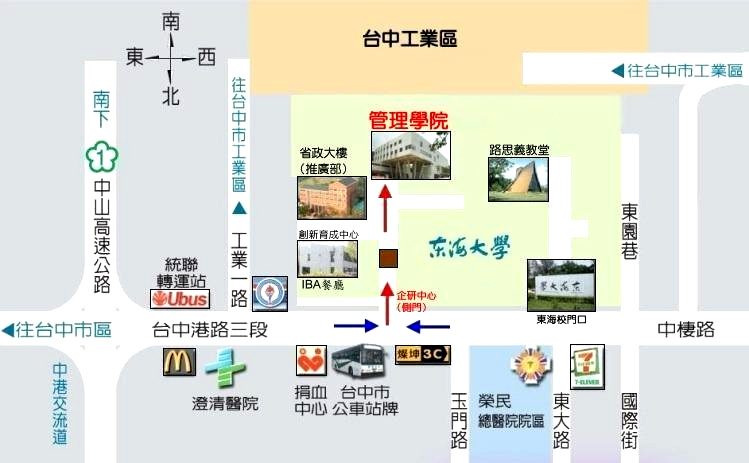 南
東 西
北
台中工業區
往台中市工業區
南下
1
中山高速公路
往台中市工業區
工業一路
管理學院
省政大樓
(推廣部)
路思義教堂
創新育成中心
IBA餐廳
東海大學
東園巷
統聯
轉運站
Ubus
企研中心
(側門)
東海校門口
往台中市區
台中港路三段
中棲路
中港交流道
澄清醫院
捐血
中心
台中市
公車站牌
燦坤3C
玉門路
榮民
總醫院院區
東大路
7-ELEVEN
國際街